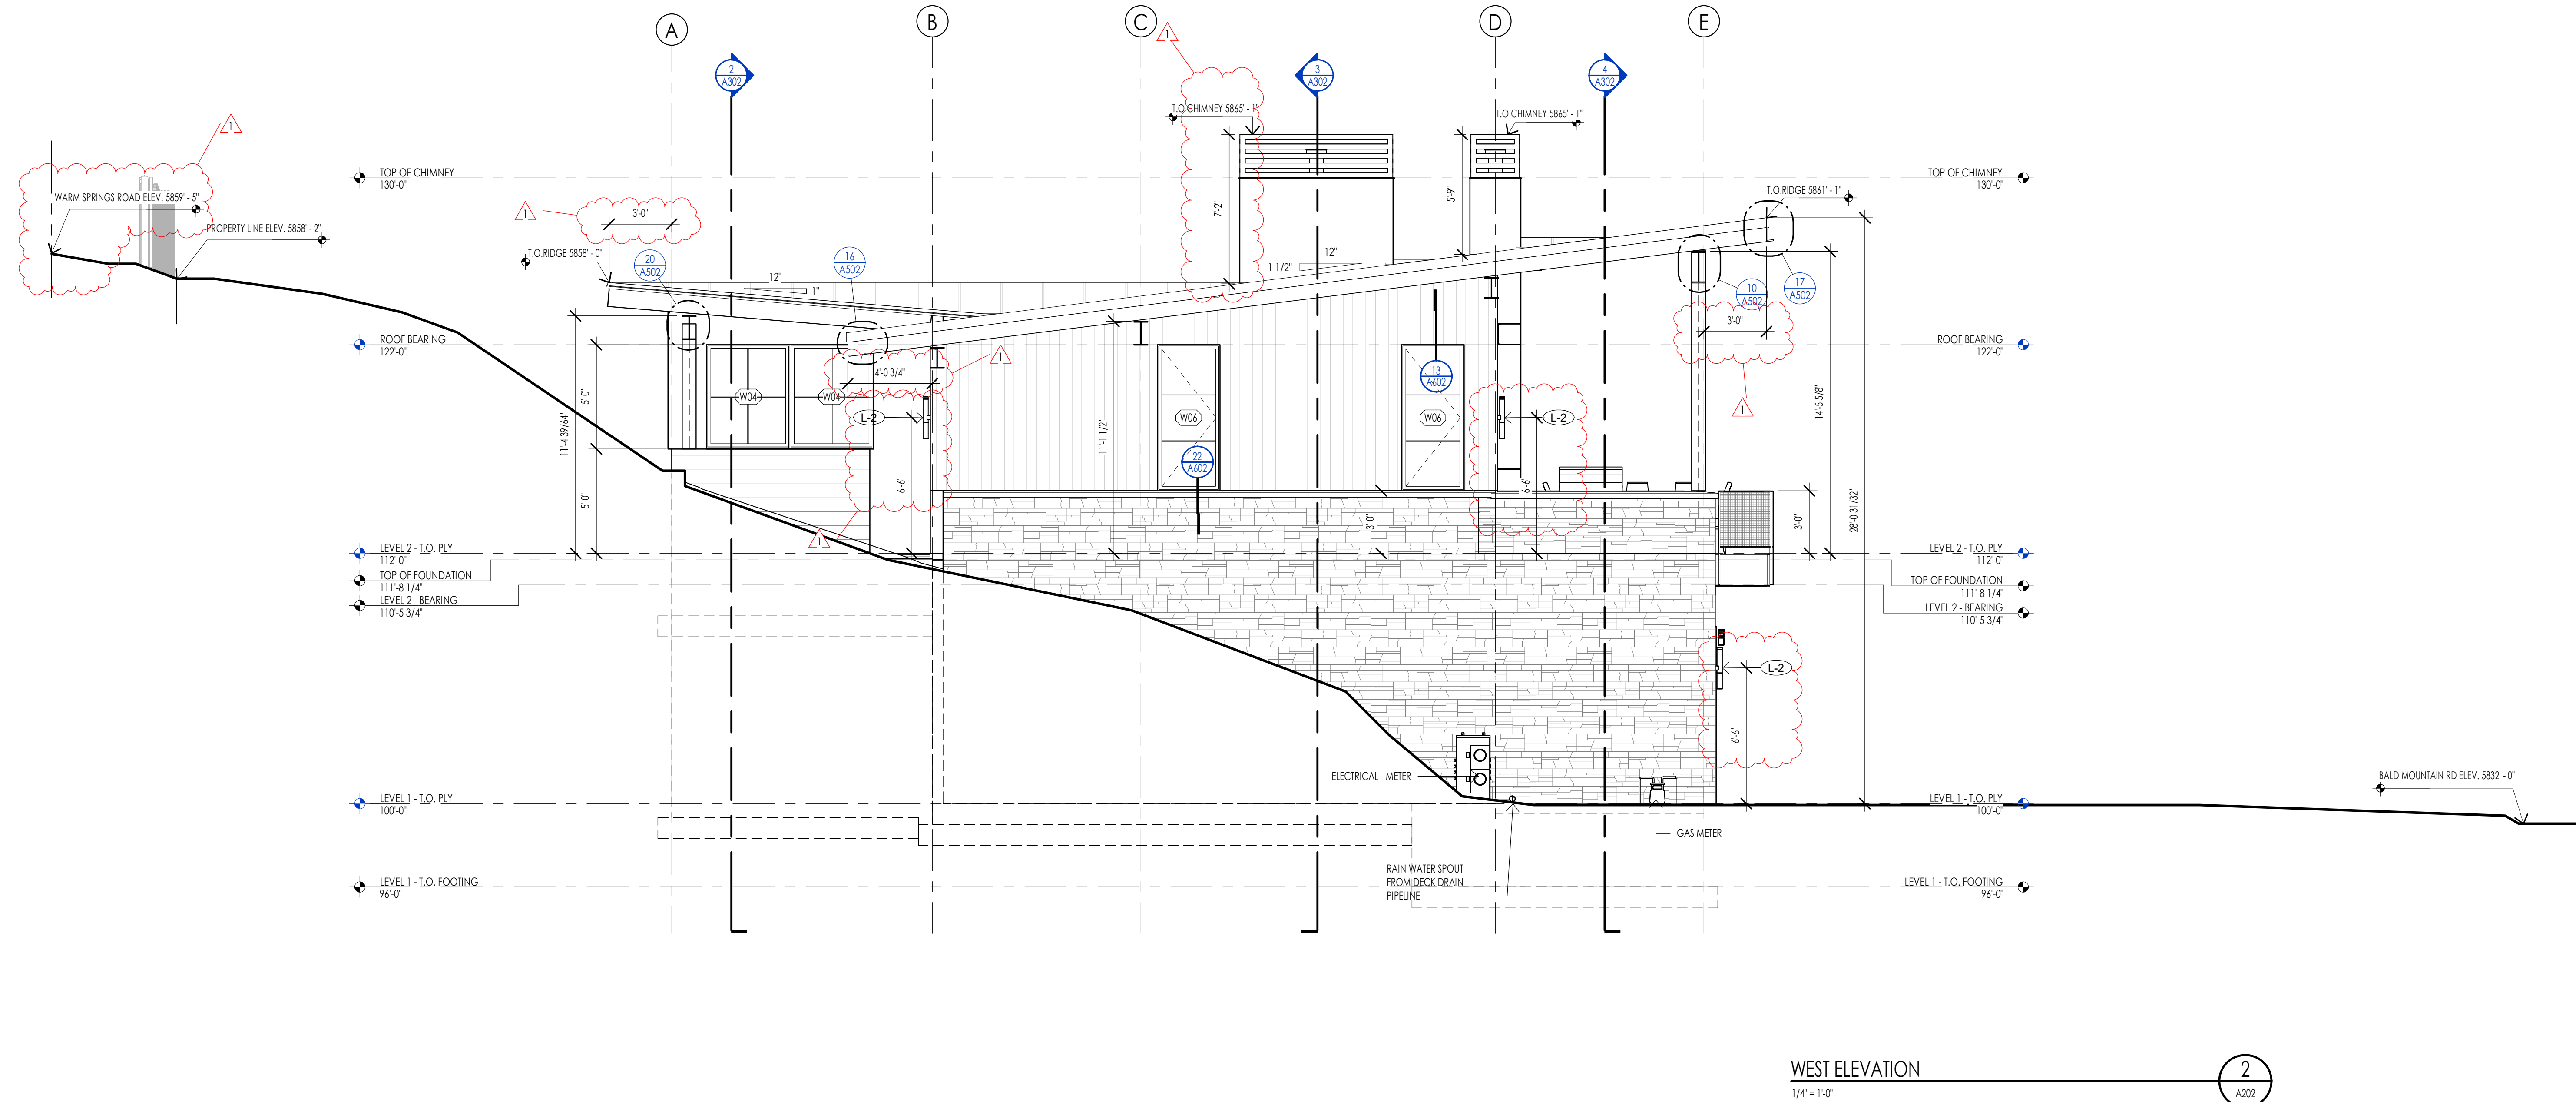 A
B
C
D
E
1
2
A302
3
A302
4
A302
T.O CHIMNEY 5865' - 1"
T.O CHIMNEY 5865' - 1"
1
TOP OF CHIMNEY
130'-0"
TOP OF CHIMNEY
130'-0"
WARM SPRINGS ROAD ELEV. 5859' - 5"
PROPERTY LINE ELEV. 5858' - 2"
1
3'-0"
7'-2"
5'-9"
T.O.RIDGE 5861' - 1"
T.O.RIDGE 5858' - 0"
20
A502
16
A502
12"
1"
12"
1 1/2"
10
A502
17
A502
3'-0"
ROOF BEARING
122'-0"
ROOF BEARING
122'-0"
1
4'-0 3/4"
13
A602
5'-0"
W04
W04
L-2
W06
W06
L-2
1
14'-5 5/8"
11'-4 39/64"
11'-1 1/2"
22
A602
5'-0"
6'-6"
6'-6"
3'-0"
3'-0"
28'-0 31/32"
1
LEVEL 2 - T.O. PLY
112'-0"
TOP OF FOUNDATION
111'-8 1/4"
LEVEL 2 - BEARING
110'-5 3/4"
LEVEL 2 - T.O. PLY
112'-0"
TOP OF FOUNDATION
111'-8 1/4"
LEVEL 2 - BEARING
110'-5 3/4"
L-2
6'-6"
ELECTRICAL - METER
BALD MOUNTAIN RD ELEV. 5832' - 0"
LEVEL 1 - T.O. PLY
100'-0"
LEVEL 1 - T.O. PLY
100'-0"
GAS METER
RAIN WATER SPOUT
FROM DECK DRAIN
PIPELINE
LEVEL 1 - T.O. FOOTING
96'-0"
LEVEL 1 - T.O. FOOTING
96'-0"
WEST ELEVATION
1/4" = 1'-0"
2
A202